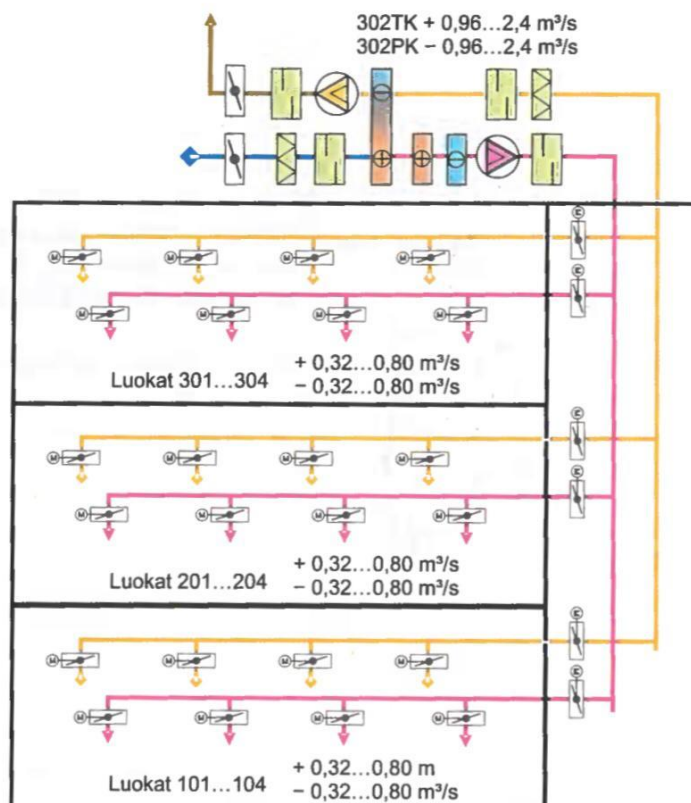 302TK + 0,96...2,4 m³/s
302PK – 0,96...2,4 m³/s
M
M
M M M M
M
M M M M
Luokat 301...304
+ 0,32...0,80 m³/s
– 0,32...0,80 m³/s
M
M M M M
M
M M M M
Luokat 201...204
+ 0,32...0,80 m³/s
– 0,32...0,80 m³/s
M
M M M M
M
M M M M
Luokat 101...104
+ 0,32...0,80 m
– 0,32...0,80 m³/s